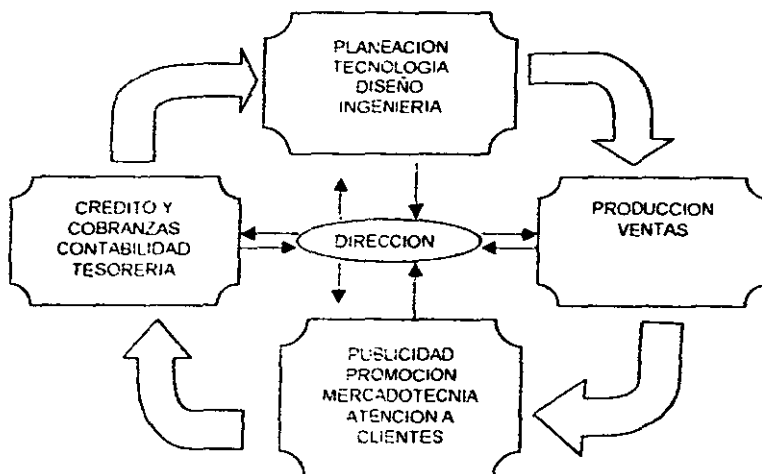 PLANEACION
TECNOLOGIA
DISEÑO
INGENIERIA
CREDITO Y
COBRANZAS
CONTABILIDAD
TESORERIA
DIRECCION
PRODUCCION
VENTAS
PUBLICIDAD
PROMOCION
MERCADOTECNIA
ATENCION A
CLIENTES